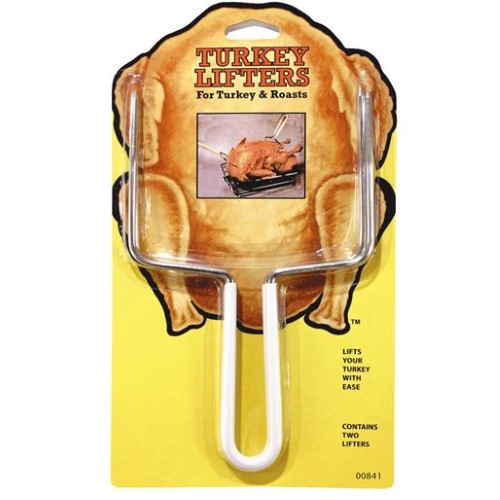 TURKEY
LIFTERS
For Turkey & Roasts
TM
LIFTS
YOUR
TURKEY
WITH
EASE
CONTAINS
TWO
LIFTERS
00841